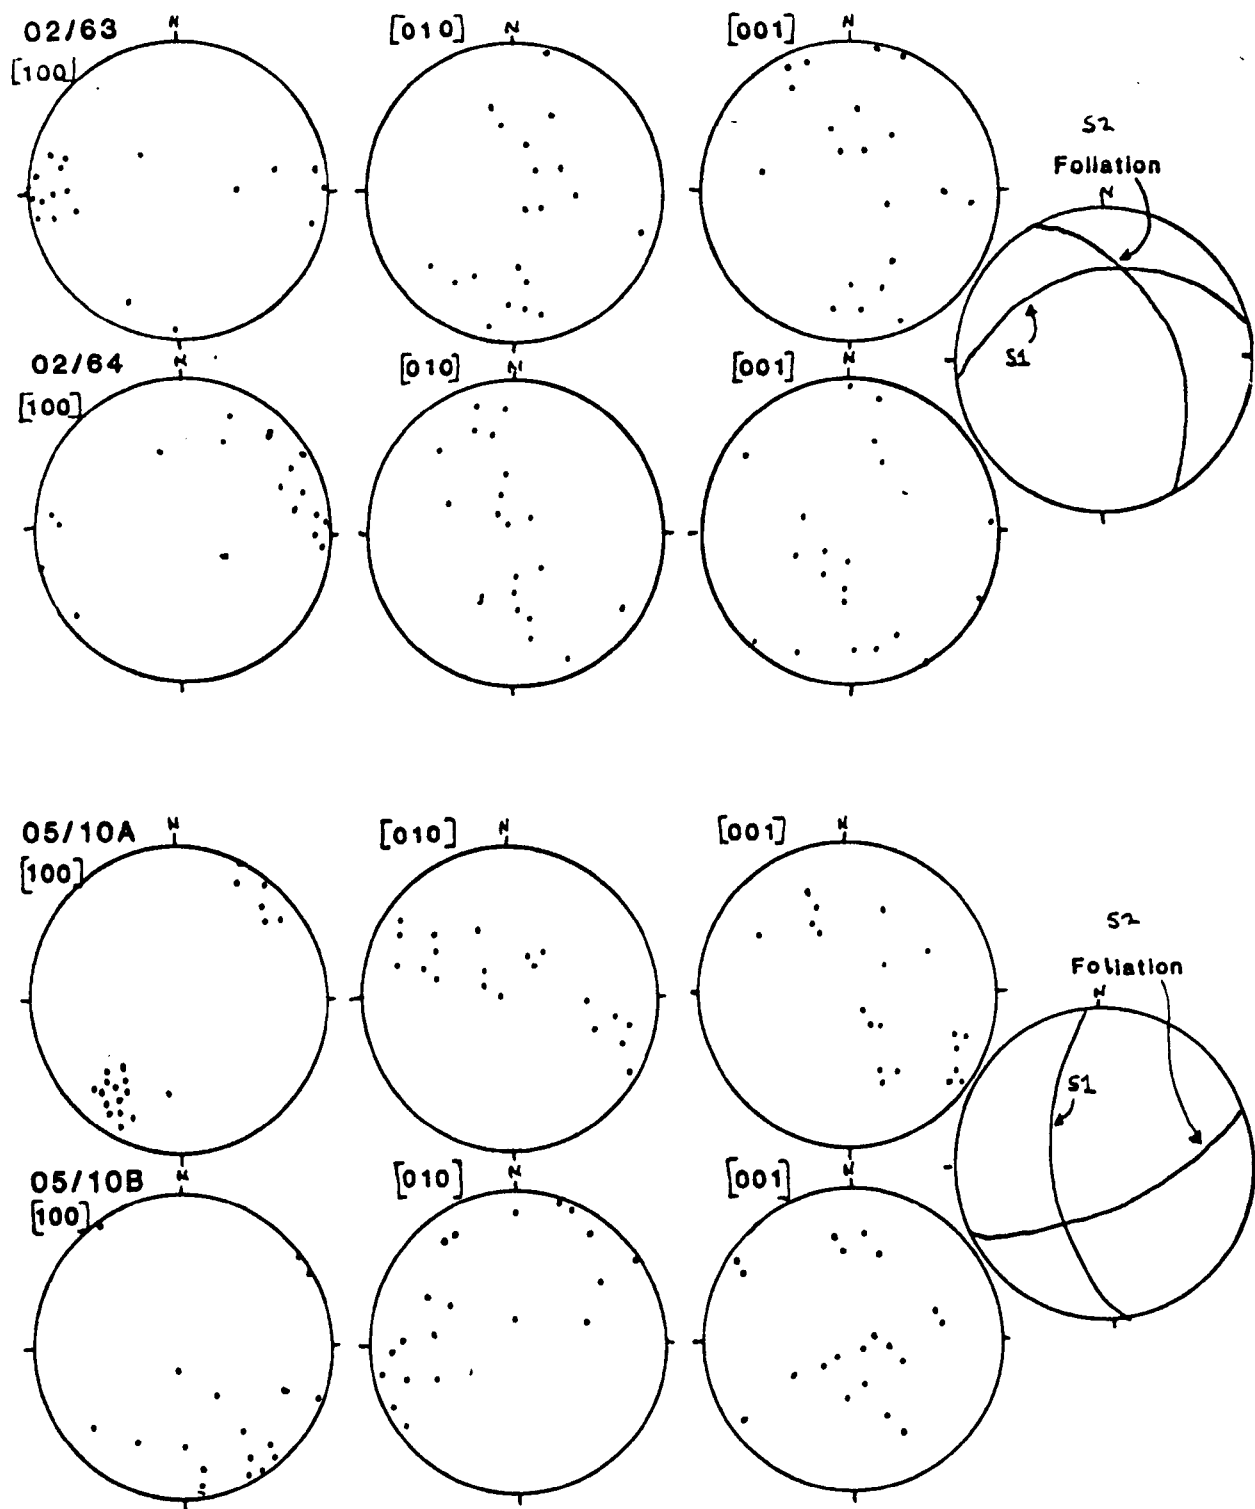 02/63 [010] [001]
N N N
[100]
S2
Foliation
N
S1
02/64 [010] [001]
N N N
[100]
05/10A [010] [001]
N N N
[100]
S2
Foliation
N
S1
05/10B [010] [001]
N N N
[100]